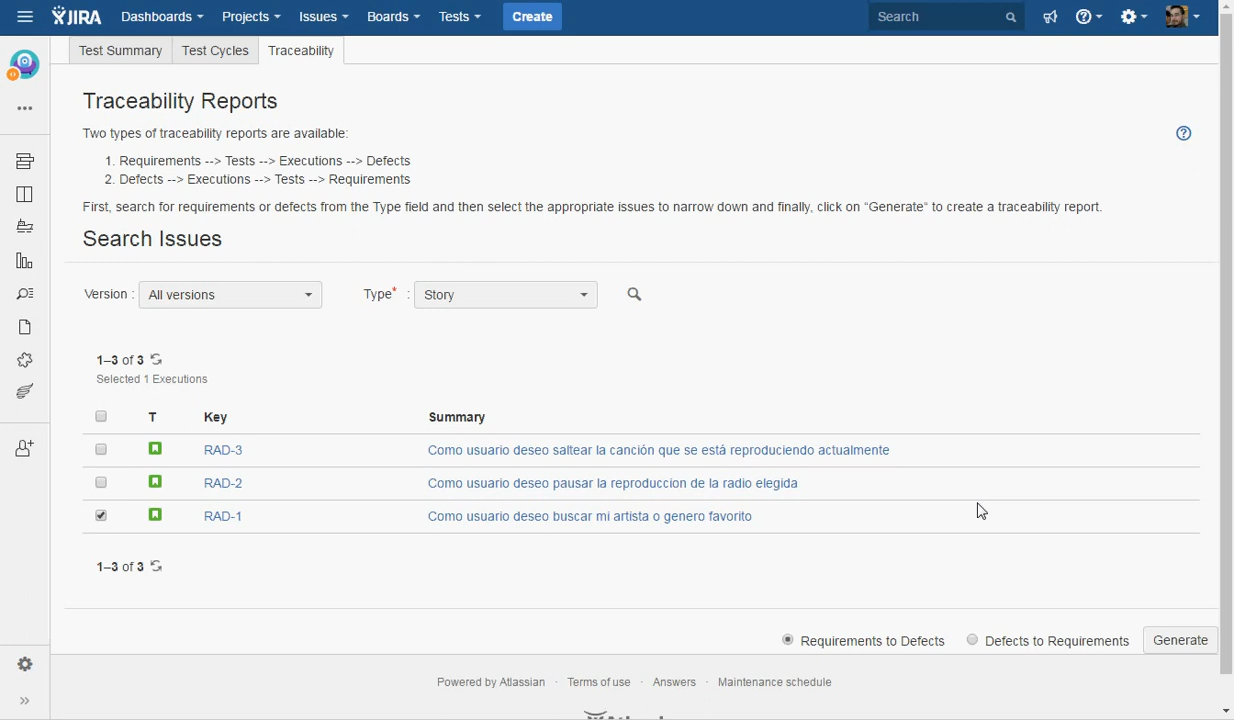 JIRA Dashboards Projects Issues Boards Tests Create Search
Test Summary Test Cycles Traceability
Traceability Reports
Two types of traceability reports are available:
1. Requirements --> Tests --> Executions --> Defects
2. Defects --> Executions --> Tests --> Requirements
First, search for requirements or defects from the Type field and then select the appropriate issues to narrow down and finally, click on "Generate" to create a traceability report.
Search Issues
Version : All versions Type* : Story
1–3 of 3
Selected 1 Executions
T Key Summary
RAD-3 Como usuario deseo saltear la canción que se está reproduciendo actualmente
RAD-2 Como usuario deseo pausar la reproduccion de la radio elegida
RAD-1 Como usuario deseo buscar mi artista o genero favorito
1–3 of 3
Requirements to Defects Defects to Requirements Generate
Powered by Atlassian · Terms of use · Answers · Maintenance schedule